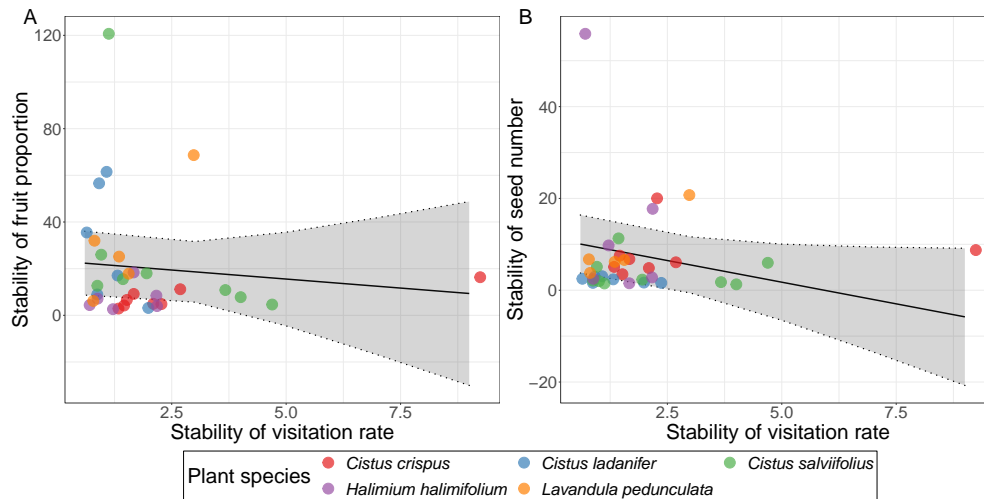 A
Stability of fruit proportion
120
80
40
0
2.5 5.0 7.5
Stability of visitation rate
B
Stability of seed number
40
20
0
−20
2.5 5.0 7.5
Stability of visitation rate
Plant species
Cistus crispus Cistus ladanifer Cistus salviifolius
Halimium halimifolium Lavandula pedunculata